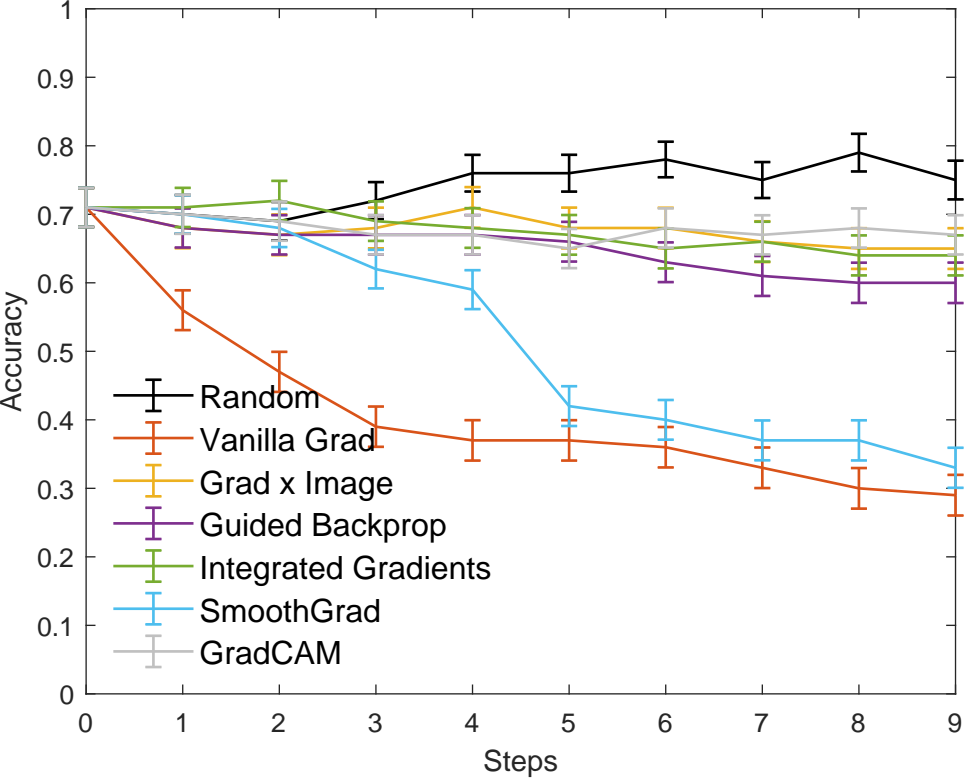 1
0.9
0.8
0.7
0.6
0.5
0.4
0.3
0.2
0.1
0
Accuracy
Random
Vanilla Grad
Grad x Image
Guided Backprop
Integrated Gradients
SmoothGrad
GradCAM
0 1 2 3 4 5 6 7 8 9
Steps